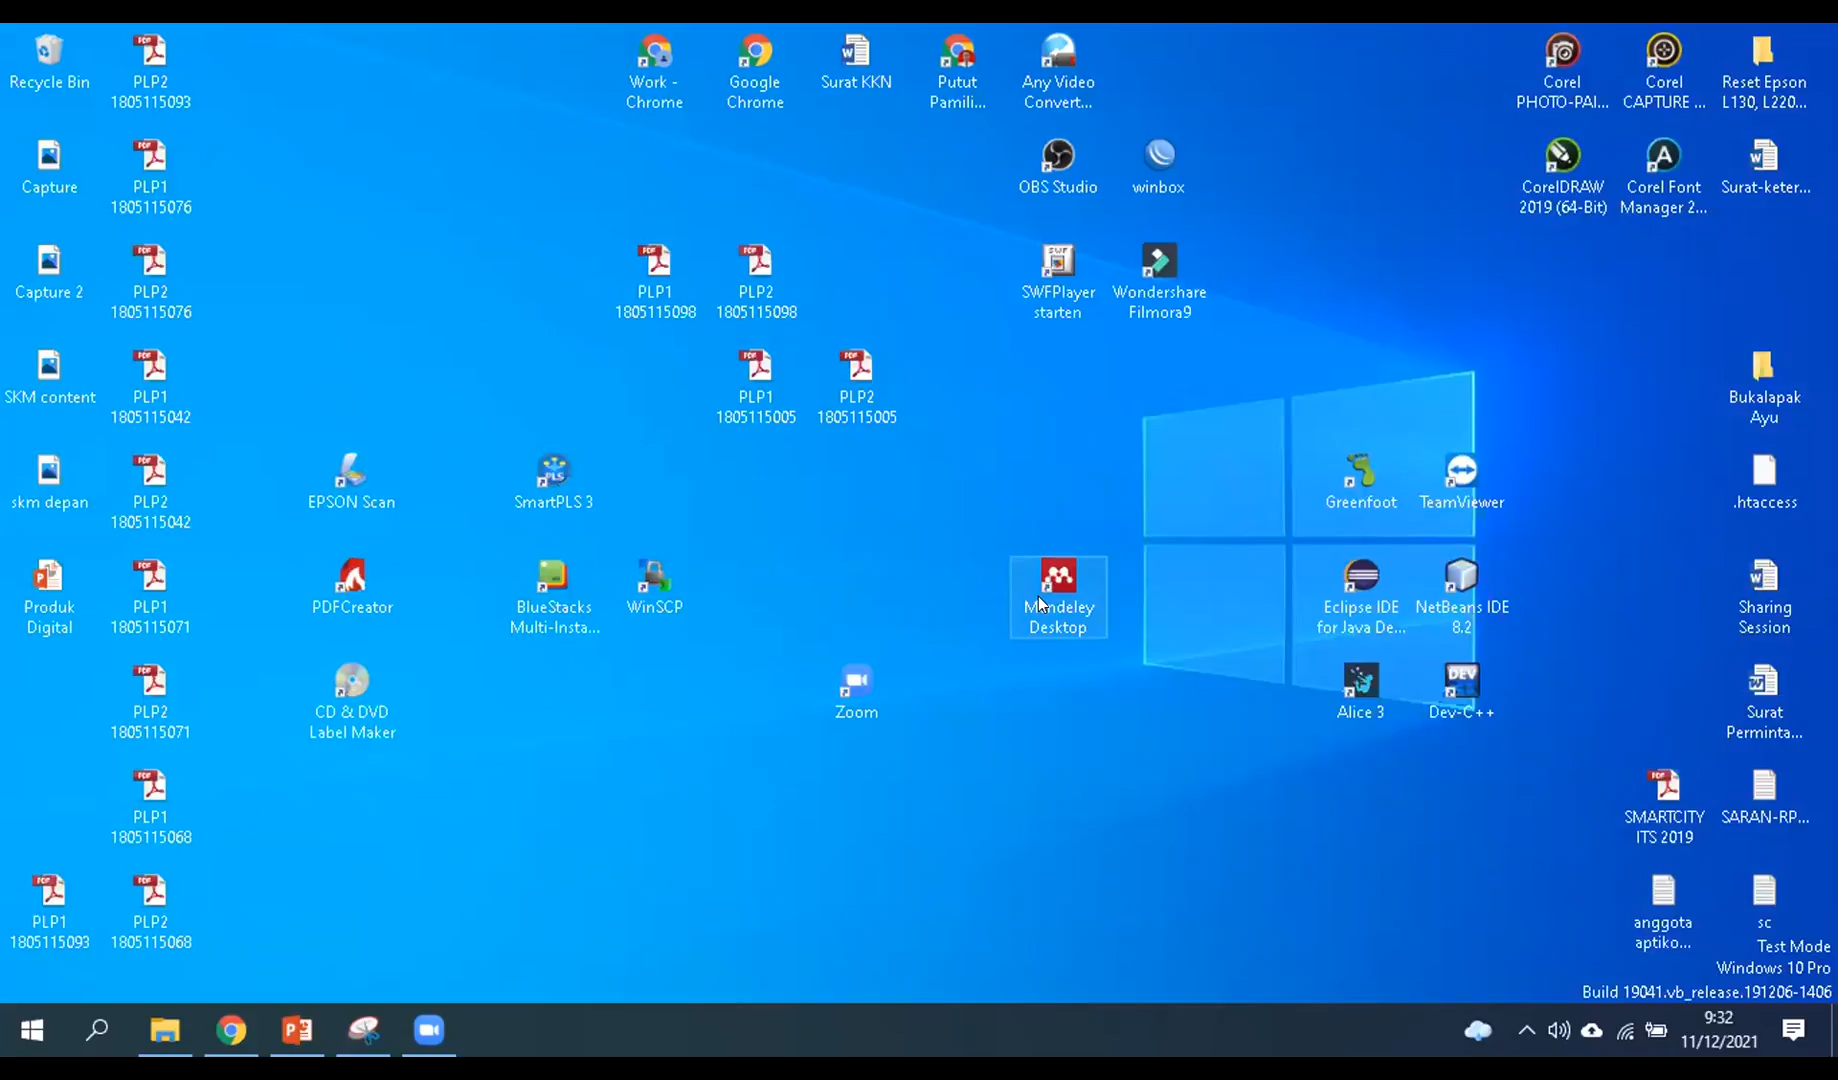 Recycle Bin
PLP2
1805115093
Work -
Chrome
Google
Chrome
Surat KKN
Putut
Pamili...
Any Video
Convert...
Corel
PHOTO-PAI...
Corel
CAPTURE ...
Reset Epson
L130, L220...
Capture
PLP1
1805115076
OBS Studio
winbox
CorelDRAW
2019 (64-Bit)
Corel Font
Manager 2...
Surat-keter...
Capture 2
PLP2
1805115076
PLP1
1805115098
PLP2
1805115098
SWFPlayer
starten
Wondershare
Filmora9
SKM content
PLP1
1805115042
PLP1
1805115005
PLP2
1805115005
Bukalapak
Ayu
skm depan
PLP2
1805115042
EPSON Scan
SmartPLS 3
Greenfoot
TeamViewer
.htaccess
Produk
Digital
PLP1
1805115071
PDFCreator
BlueStacks
Multi-Insta...
WinSCP
Mendeley
Desktop
Eclipse IDE
for Java De...
NetBeans IDE
8.2
Sharing
Session
PLP2
1805115071
CD & DVD
Label Maker
Zoom
Alice 3
Dev-C++
Surat
Perminta...
PLP1
1805115068
SMARTCITY
ITS 2019
SARAN-RP...
PLP1
1805115093
PLP2
1805115068
anggota
aptiko...
sc
Test Mode
Windows 10 Pro
Build 19041.vb_release.191206-1406
9:32
11/12/2021